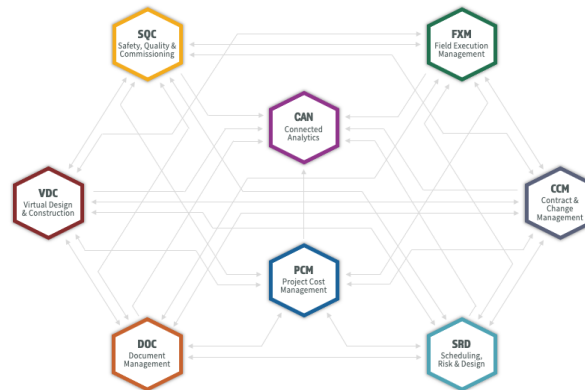 SQC
Safety, Quality &
Commissioning
FXM
Field Execution
Management
CAN
Connected
Analytics
VDC
Virtual Design
& Construction
CCM
Contract &
Change
Management
PCM
Project Cost
Management
DOC
Document
Management
SRD
Scheduling,
Risk & Design